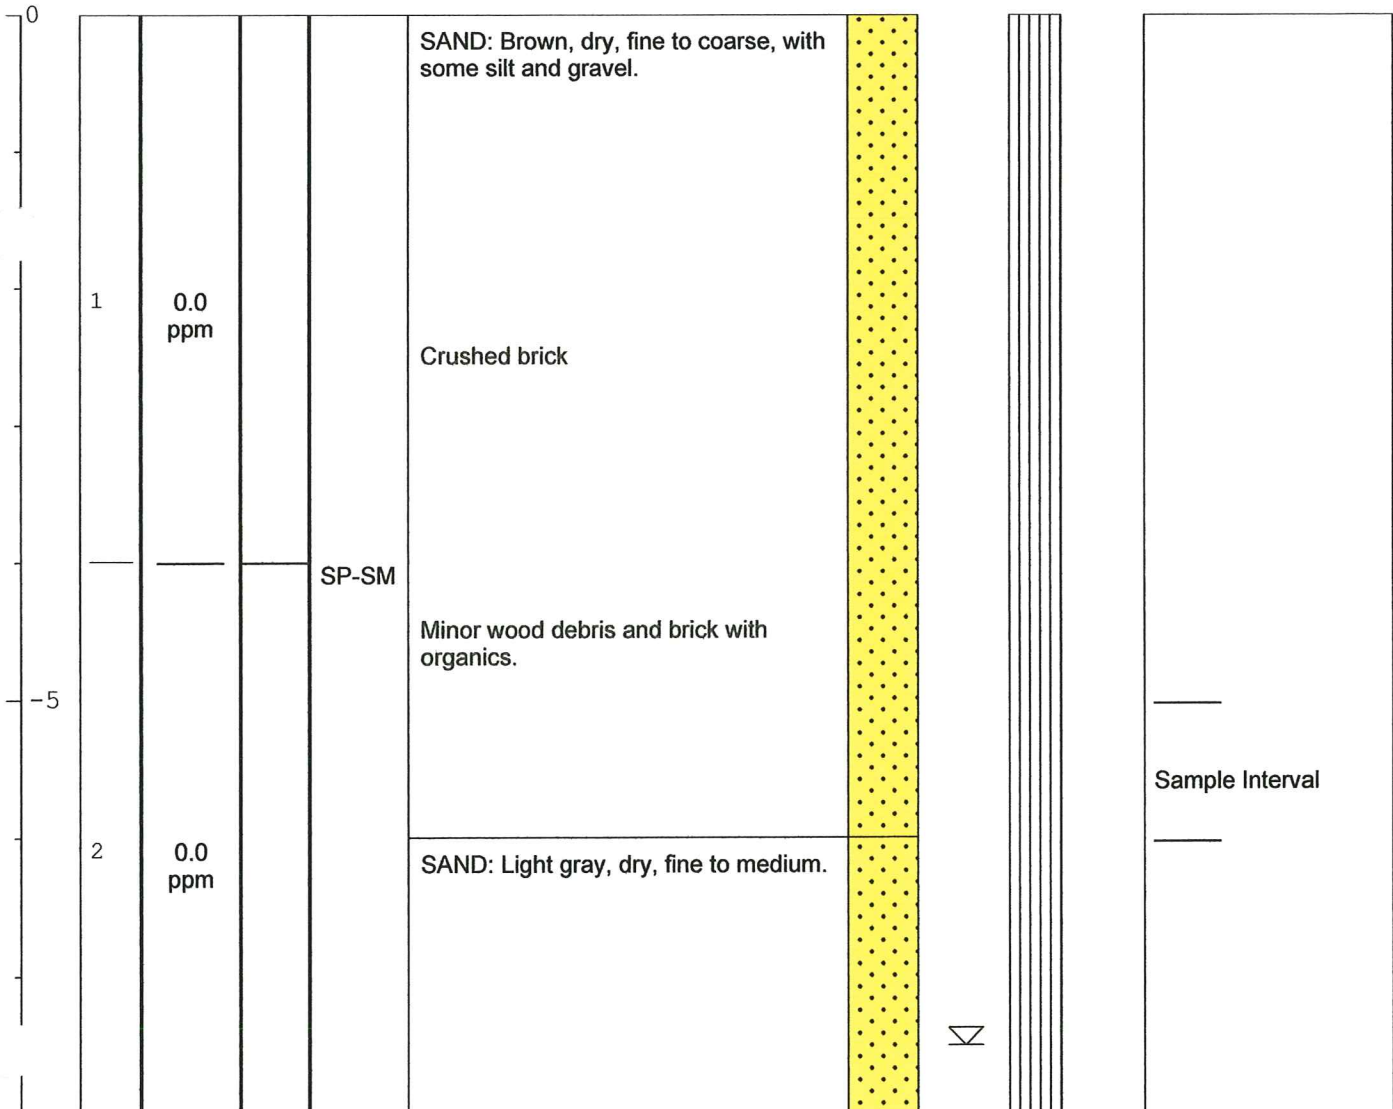 0
SAND: Brown, dry, fine to coarse, with
some silt and gravel.
1
0.0
ppm
Crushed brick
SP-SM
Minor wood debris and brick with
organics.
-5
Sample Interval
2
0.0
ppm
SAND: Light gray, dry, fine to medium.